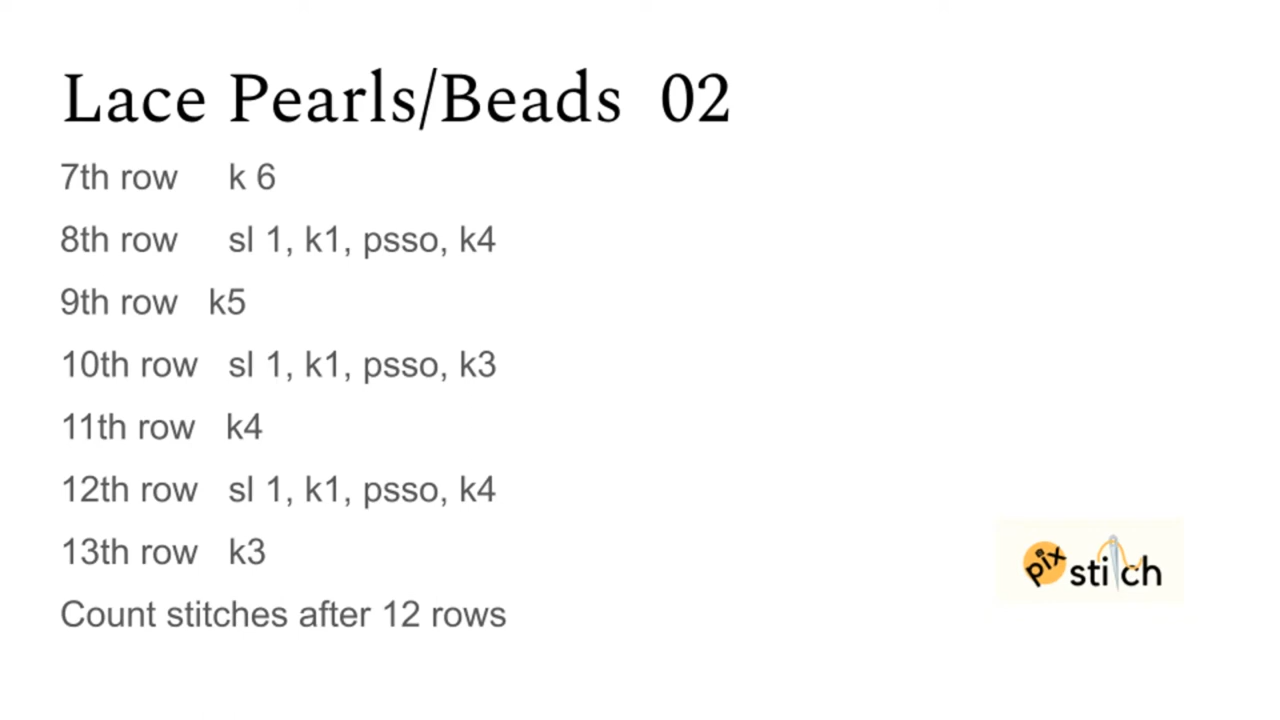 Lace Pearls/Beads 02
7th row k 6
8th row sl 1, k1, psso, k4
9th row k5
10th row sl 1, k1, psso, k3
11th row k4
12th row sl 1, k1, psso, k4
13th row k3
Count stitches after 12 rows
pix stitch